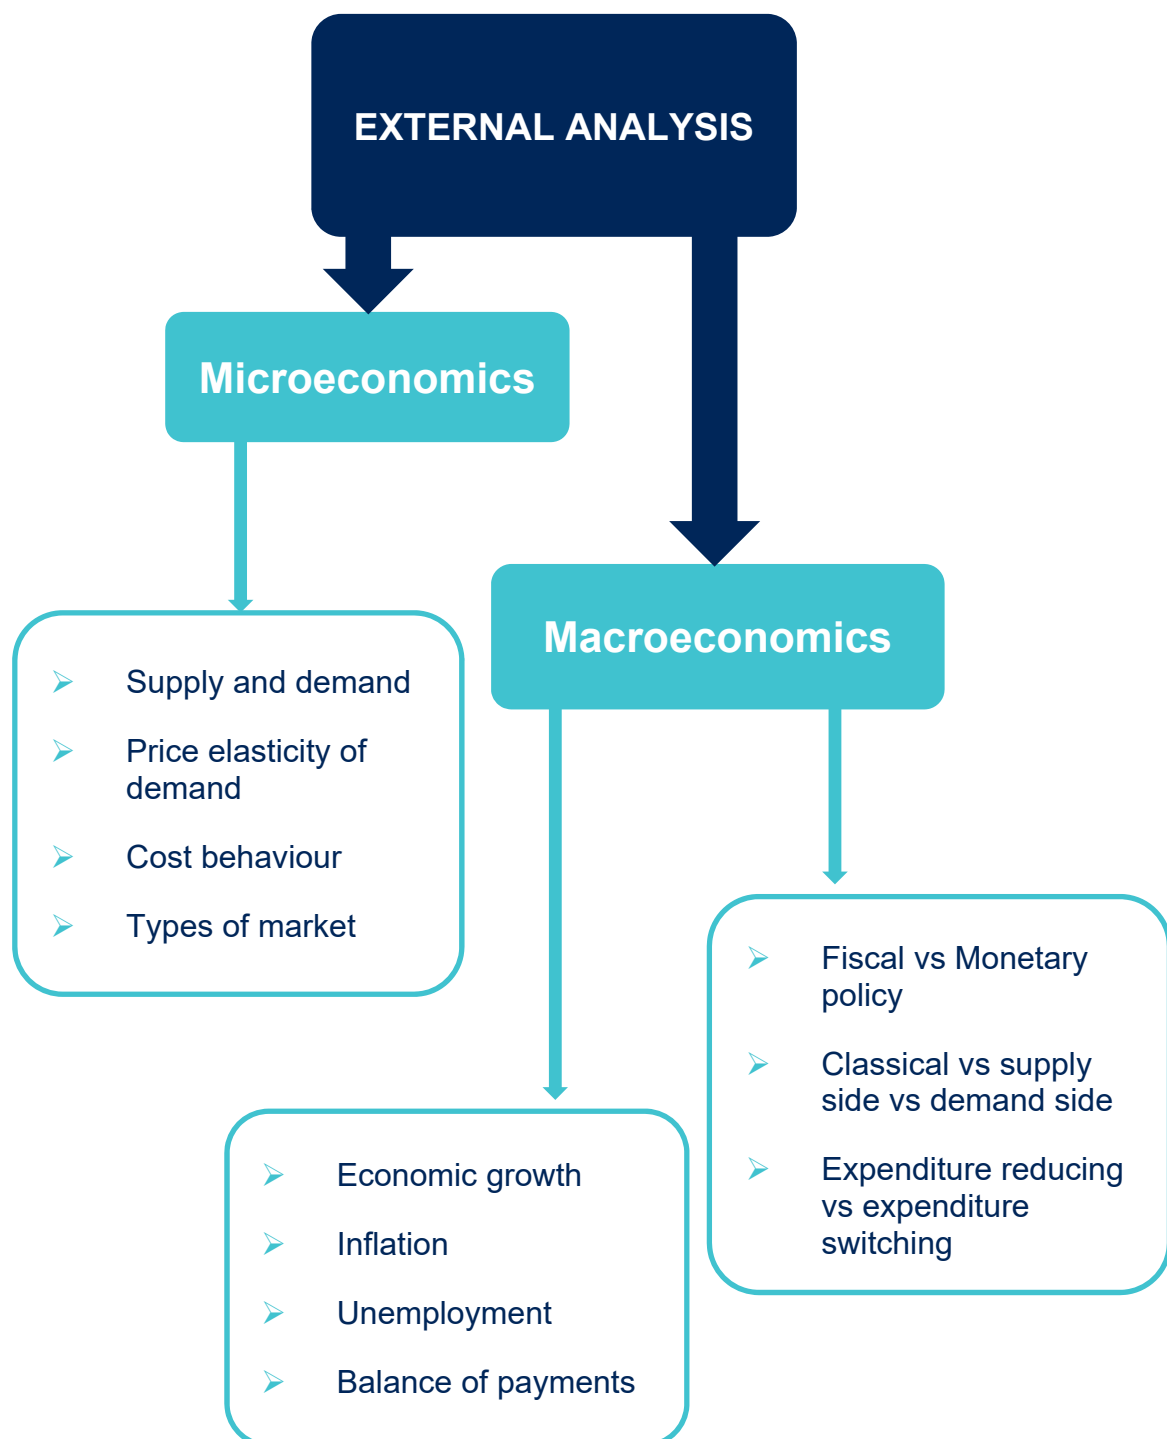 EXTERNAL ANALYSIS
Microeconomics
Macroeconomics
➢ Supply and demand
➢ Price elasticity of
demand
➢ Cost behaviour
➢ Types of market
➢ Fiscal vs Monetary
policy
➢ Classical vs supply
side vs demand side
➢ Expenditure reducing
vs expenditure
switching
➢ Economic growth
➢ Inflation
➢ Unemployment
➢ Balance of payments